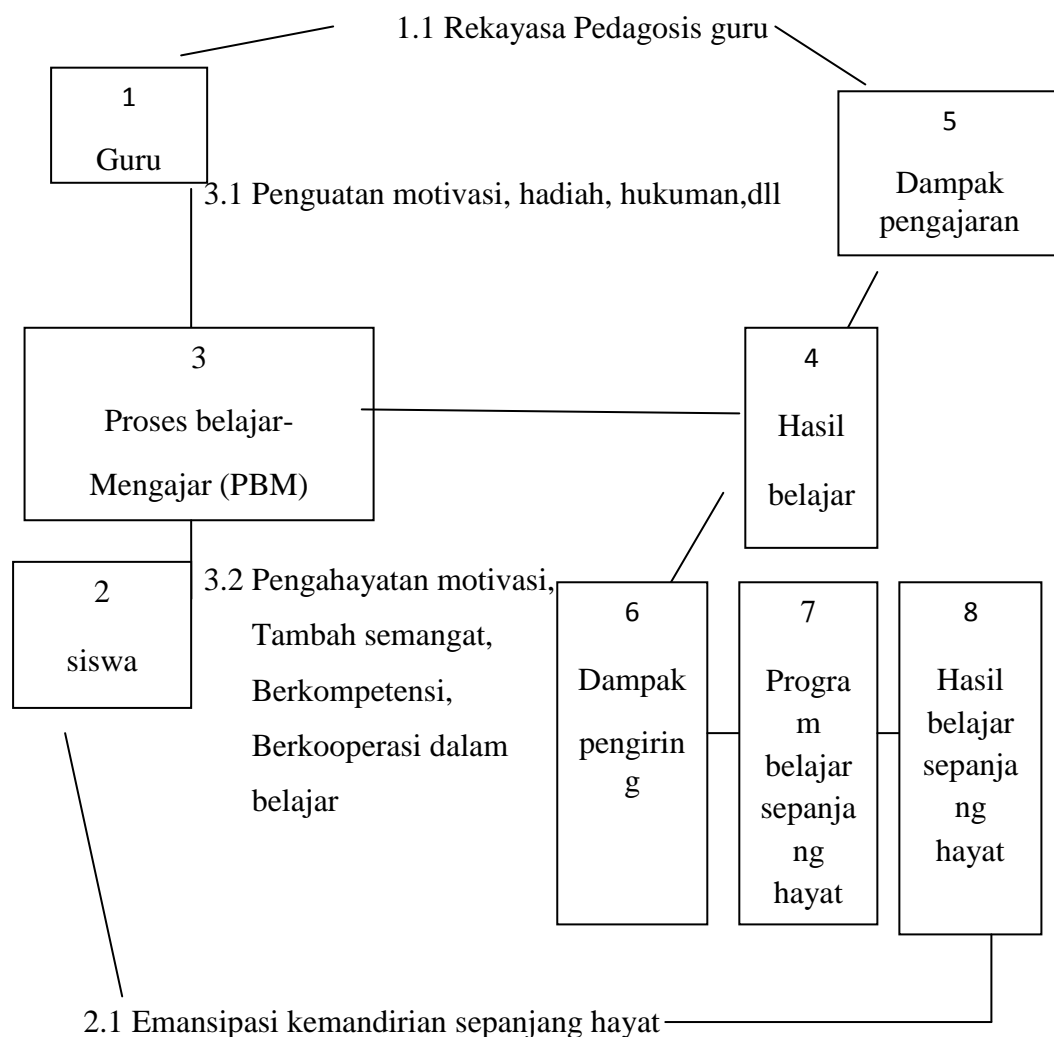 1.1 Rekayasa Pedagosis guru
1
Guru
5
Dampak
pengajaran
3.1 Penguatan motivasi, hadiah, hukuman,dll
3
Proses belajar-
Mengajar (PBM)
4
Hasil
belajar
2
siswa
3.2 Pengahayatan motivasi,
Tambah semangat,
Berkompetensi,
Berkooperasi dalam
belajar
6
Dampak
pengirin
g
7
Progra
m
belajar
sepanja
ng
hayat
8
Hasil
belajar
sepanja
ng
hayat
2.1 Emansipasi kemandirian sepanjang hayat